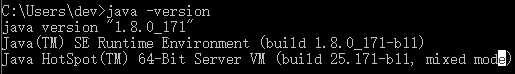 C:\Users\dev>java -version
java version "1.8.0_171"
Java(TM) SE Runtime Environment (build 1.8.0_171-b11)
Java HotSpot(TM) 64-Bit Server VM (build 25.171-b11, mixed mode)